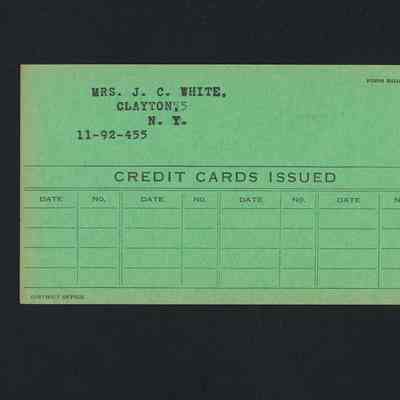 MRS. J. C. WHITE,
CLAYTON,
N. Y.
11-92-455
CREDIT CARDS ISSUED
DATE NO. DATE NO. DATE NO. DATE
DISTRICT OFFICE